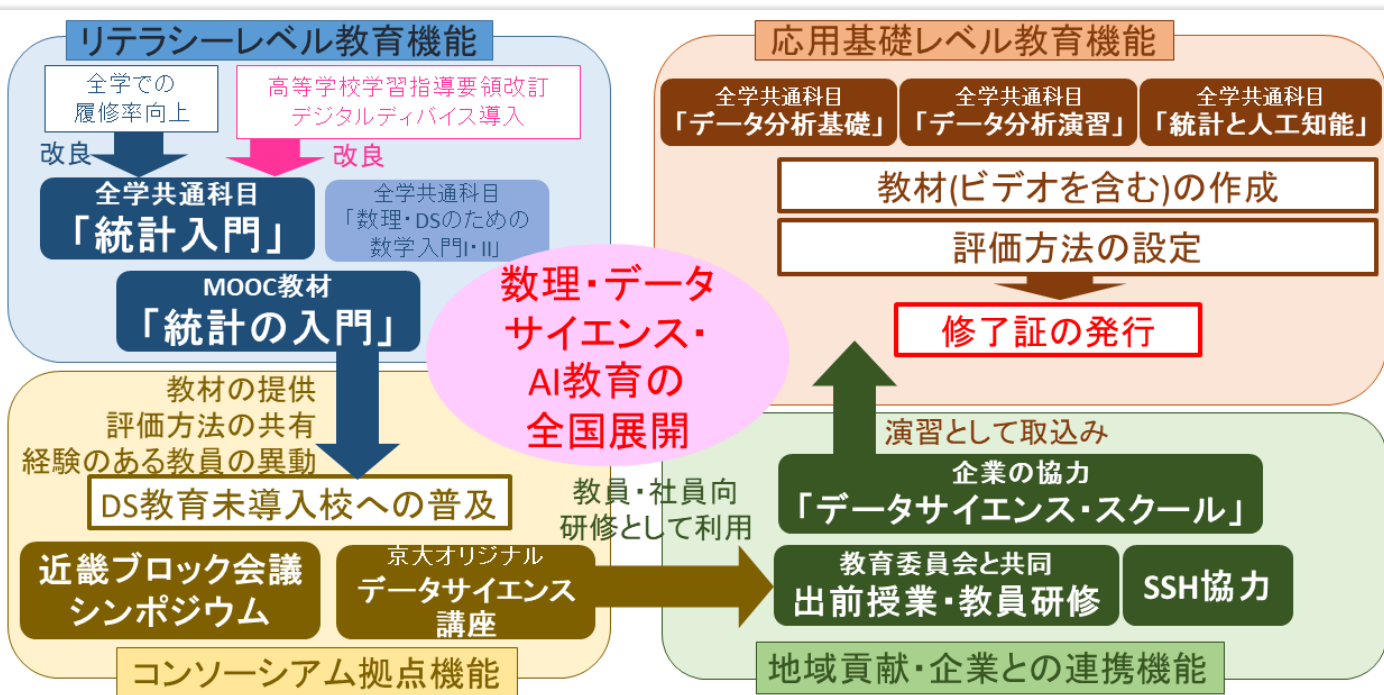 リテラシーレベル教育機能
全学での
履修率向上
高等学校学習指導要領改訂
デジタルディバイス導入
改良
改良
全学共通科目
「統計入門」
全学共通科目
「数理・DSのための
数学入門I・II」
MOOC教材
「統計の入門」
応用基礎レベル教育機能
全学共通科目
「データ分析基礎」
全学共通科目
「データ分析演習」
全学共通科目
「統計と人工知能」
教材(ビデオを含む)の作成
評価方法の設定
修了証の発行
数理・データ
サイエンス・
AI教育の
全国展開
教材の提供
評価方法の共有
経験のある教員の異動
DS教育未導入校への普及
近畿ブロック会議
シンポジウム
京大オリジナル
データサイエンス
講座
コンソーシアム拠点機能
教員・社員向
研修として利用
演習として取込み
企業の協力
「データサイエンス・スクール」
教育委員会と共同
出前授業・教員研修
SSH協力
地域貢献・企業との連携機能